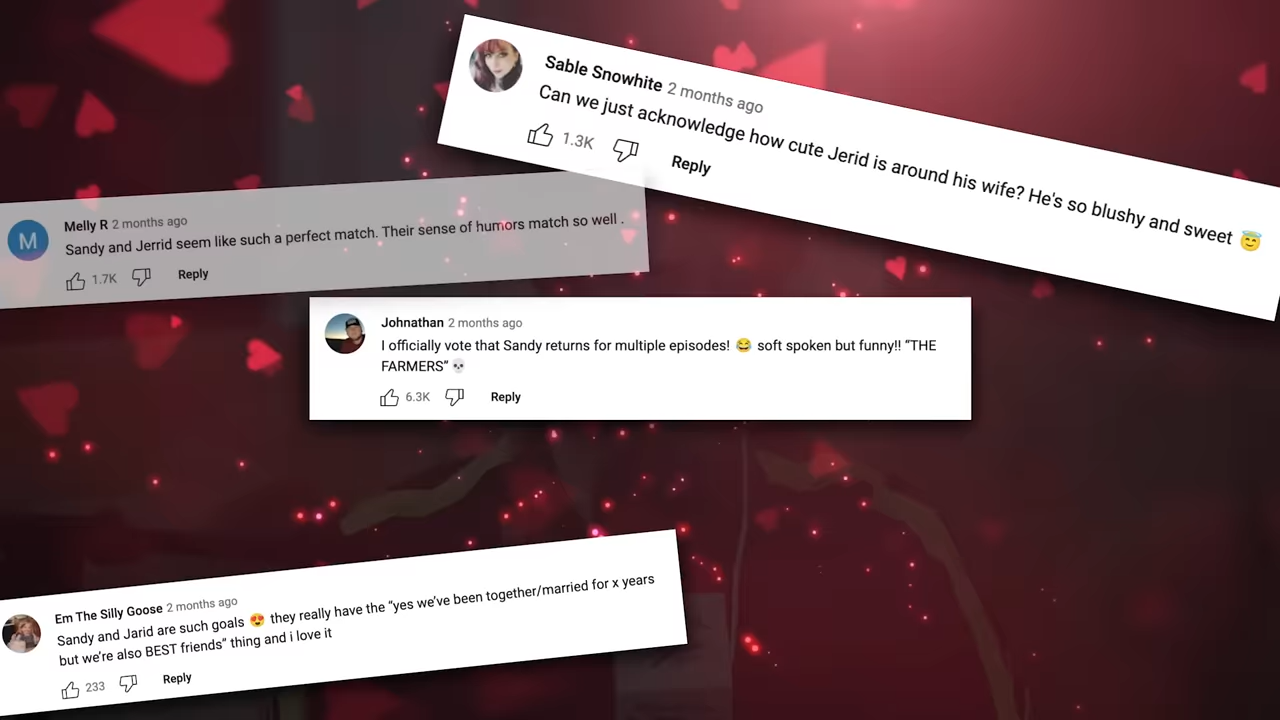 Sable Snowhite 2 months ago
Can we just acknowledge how cute Jerid is around his wife? He's so blushy and sweet 😇
1.3K Reply
M
Melly R 2 months ago
Sandy and Jerrid seem like such a perfect match. Their sense of humors match so well .
1.7K Reply
Johnathan 2 months ago
I officially vote that Sandy returns for multiple episodes! 😂 soft spoken but funny!! “THE
FARMERS”💀
6.3K Reply
Em The Silly Goose 2 months ago
Sandy and Jarid are such goals 😍 they really have the “yes we’ve been together/married for x years
but we’re also BEST friends” thing and i love it
233 Reply